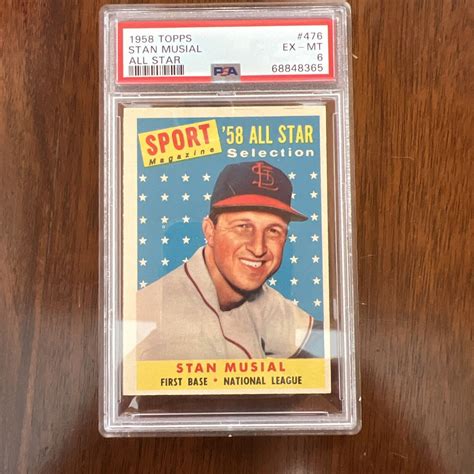 1958 TOPPS #476
STAN MUSIAL EX-MT
ALL STAR PSA 6
68848365
SPORT
Magazine
'58 ALL STAR
Selection
STL
STAN MUSIAL
FIRST BASE • NATIONAL LEAGUE